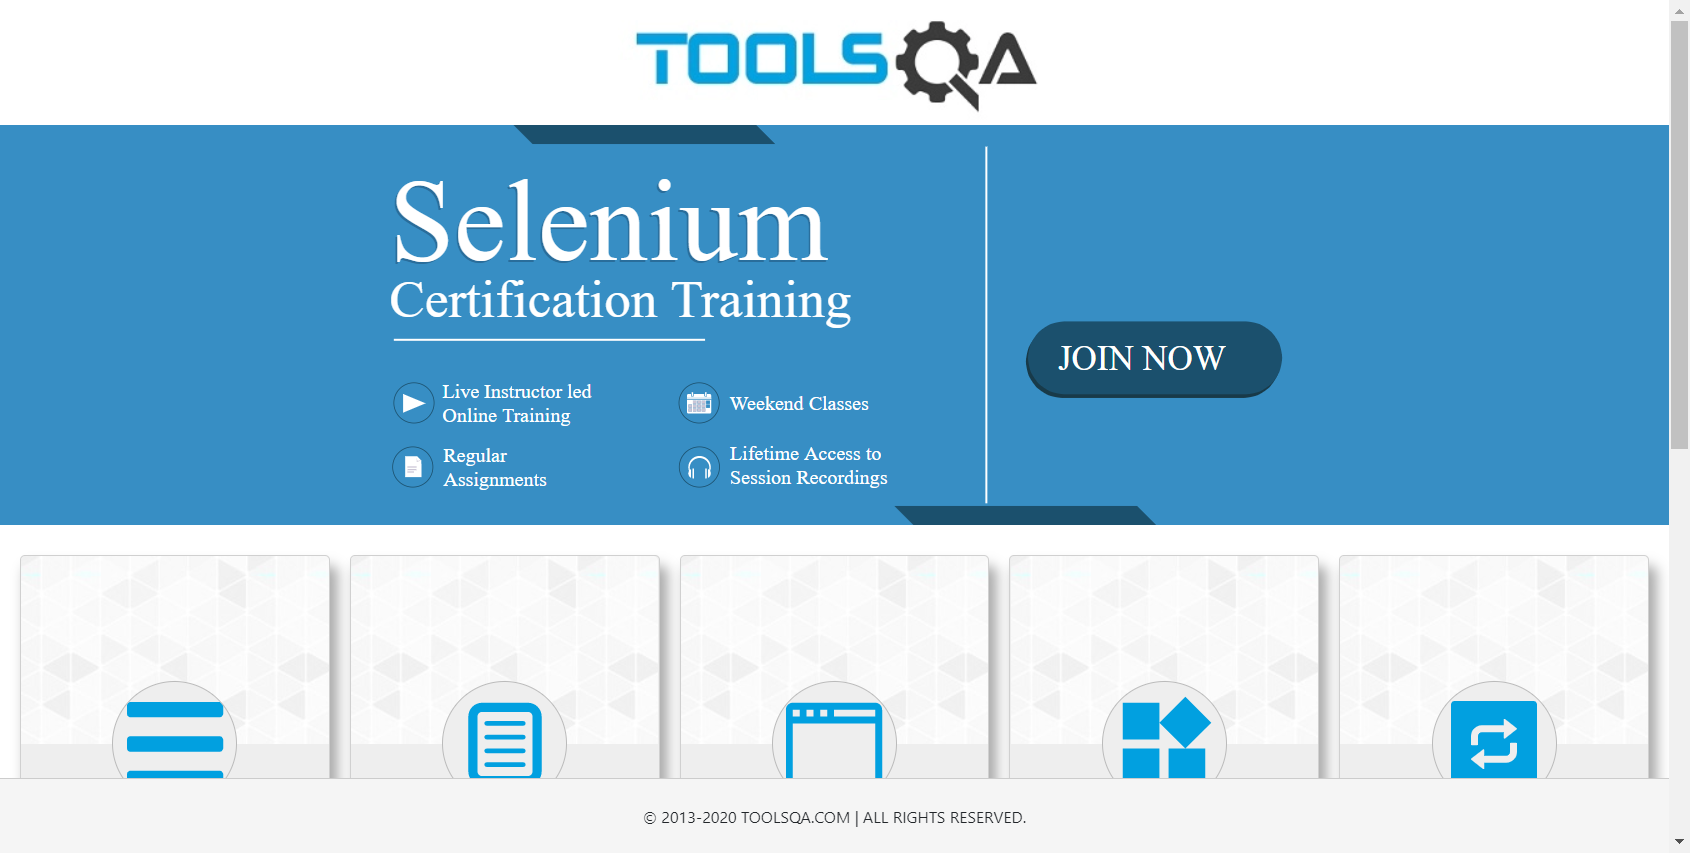 TOOLSQA
Selenium
Certification Training
Live Instructor led
Online Training
Weekend Classes
Regular
Assignments
Lifetime Access to
Session Recordings
JOIN NOW
© 2013-2020 TOOLSQA.COM | ALL RIGHTS RESERVED.